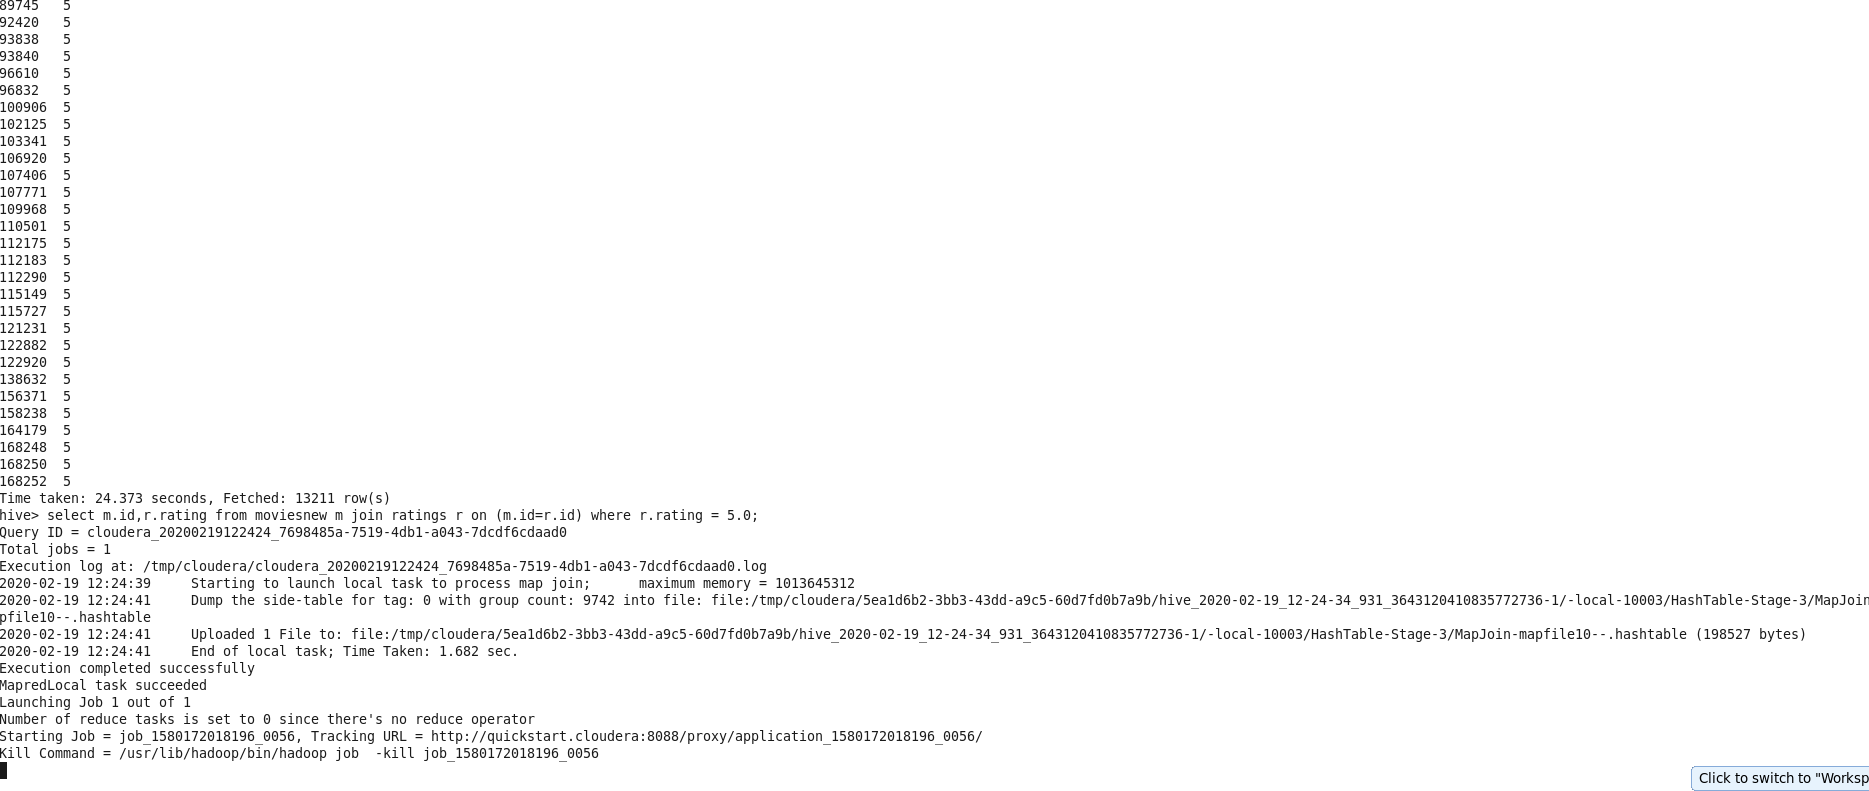 89745 5
92420 5
93838 5
93840 5
96610 5
96832 5
100906 5
102125 5
103341 5
106920 5
107406 5
107771 5
109968 5
110501 5
112175 5
112183 5
112290 5
115149 5
115727 5
121231 5
122882 5
122920 5
138632 5
156371 5
158238 5
164179 5
168248 5
168250 5
168252 5
Time taken: 24.373 seconds, Fetched: 13211 row(s)
hive> select m.id,r.rating from moviesnew m join ratings r on (m.id=r.id) where r.rating = 5.0;
Query ID = cloudera_20200219122424_7698485a-7519-4db1-a043-7dcdf6cdaad0
Total jobs = 1
Execution log at: /tmp/cloudera/cloudera_20200219122424_7698485a-7519-4db1-a043-7dcdf6cdaad0.log
2020-02-19 12:24:39 Starting to launch local task to process map join; maximum memory = 1013645312
2020-02-19 12:24:41 Dump the side-table for tag: 0 with group count: 9742 into file: file:/tmp/cloudera/5ea1d6b2-3bb3-43dd-a9c5-60d7fd0b7a9b/hive_2020-02-19_12-24-34_931_3643120410835772736-1/-local-10003/HashTable-Stage-3/MapJoin
pfile10--.hashtable
2020-02-19 12:24:41 Uploaded 1 File to: file:/tmp/cloudera/5ea1d6b2-3bb3-43dd-a9c5-60d7fd0b7a9b/hive_2020-02-19_12-24-34_931_3643120410835772736-1/-local-10003/HashTable-Stage-3/MapJoin-mapfile10--.hashtable (198527 bytes)
2020-02-19 12:24:41 End of local task; Time Taken: 1.682 sec.
Execution completed successfully
MapredLocal task succeeded
Launching Job 1 out of 1
Number of reduce tasks is set to 0 since there's no reduce operator
Starting Job = job_1580172018196_0056, Tracking URL = http://quickstart.cloudera:8088/proxy/application_1580172018196_0056/
Kill Command = /usr/lib/hadoop/bin/hadoop job -kill job_1580172018196_0056
Click to switch to "Worksp